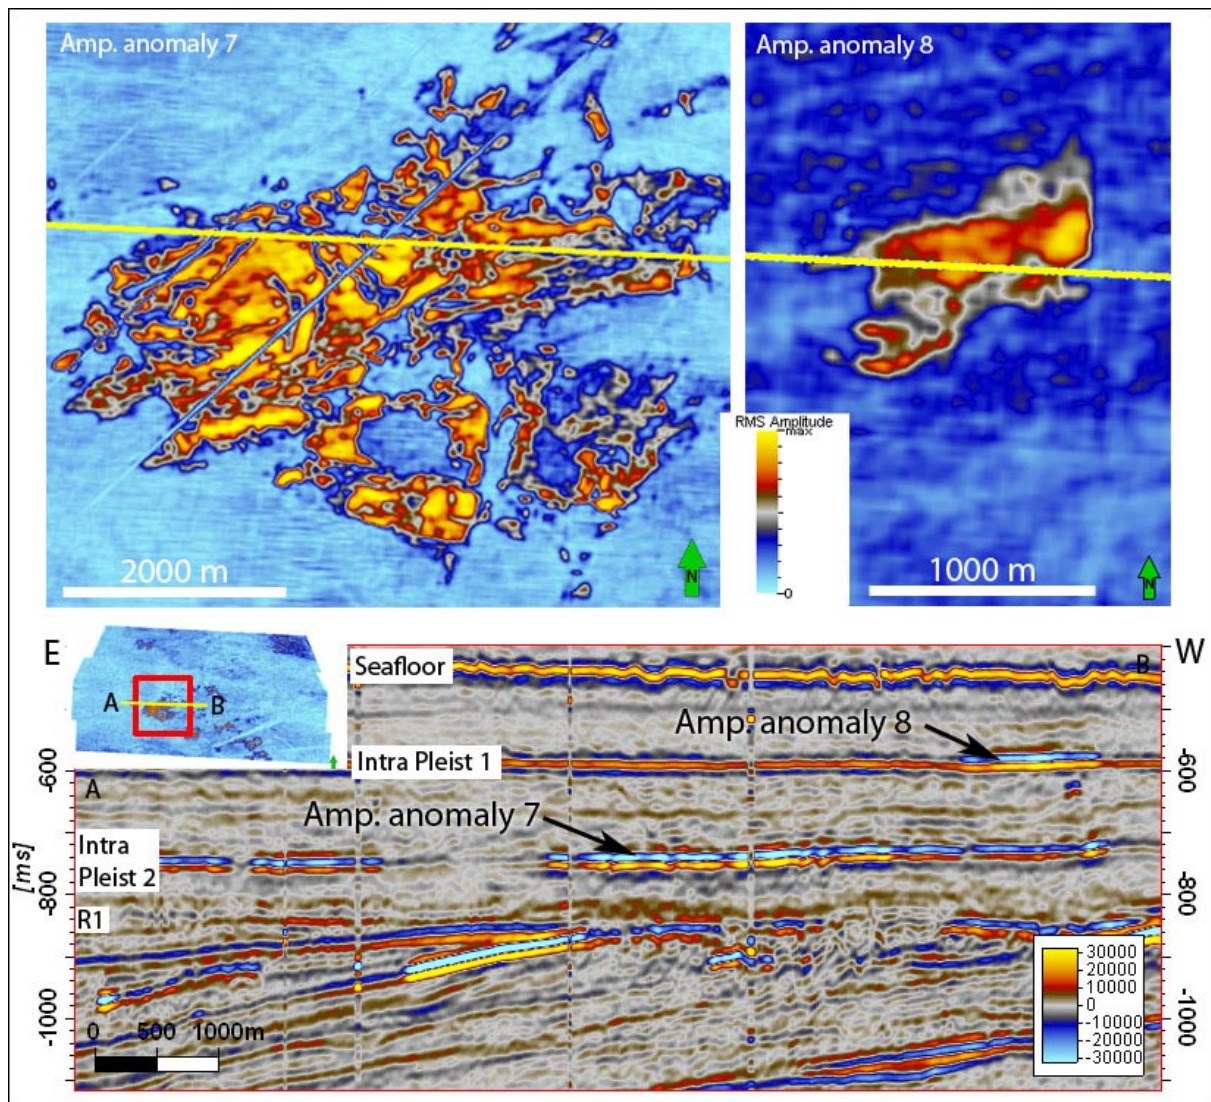 Amp. anomaly 7
Amp. anomaly 8
RMS Amplitude
max
0
2000 m
N
1000 m
N
E
W
A
B
Seafloor
B
Amp. anomaly 8
Intra Pleist 1
-600
-600
A
Amp. anomaly 7
Intra
Pleist 2
[ms]
-800
-800
R1
30000
20000
10000
0
-10000
-20000
-30000
-1000
-1000
0 500 1000m